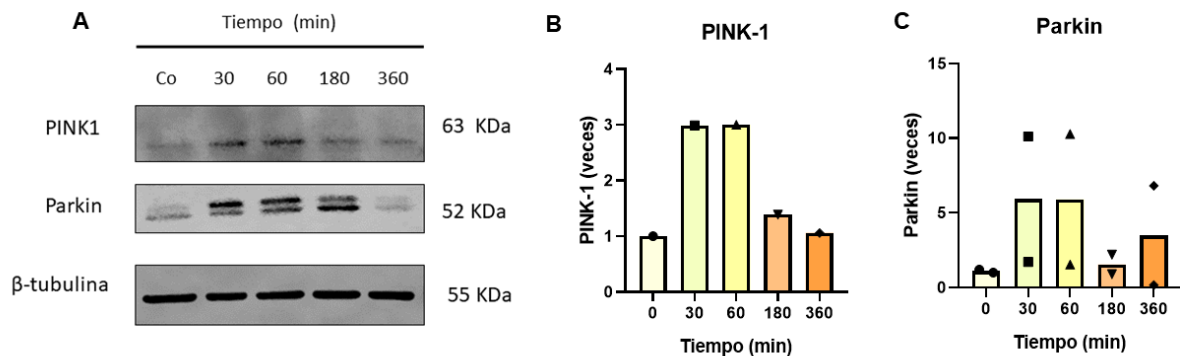 A
Tiempo (min)
Co 30 60 180 360
PINK1
63 KDa
Parkin
52 KDa
β-tubulina
55 KDa
B
PINK-1
PINK-1 (veces)
4
3
2
1
0
0 30 60 180 360
Tiempo (min)
C
Parkin
Parkin (veces)
15
10
5
0
0 30 60 180 360
Tiempo (min)